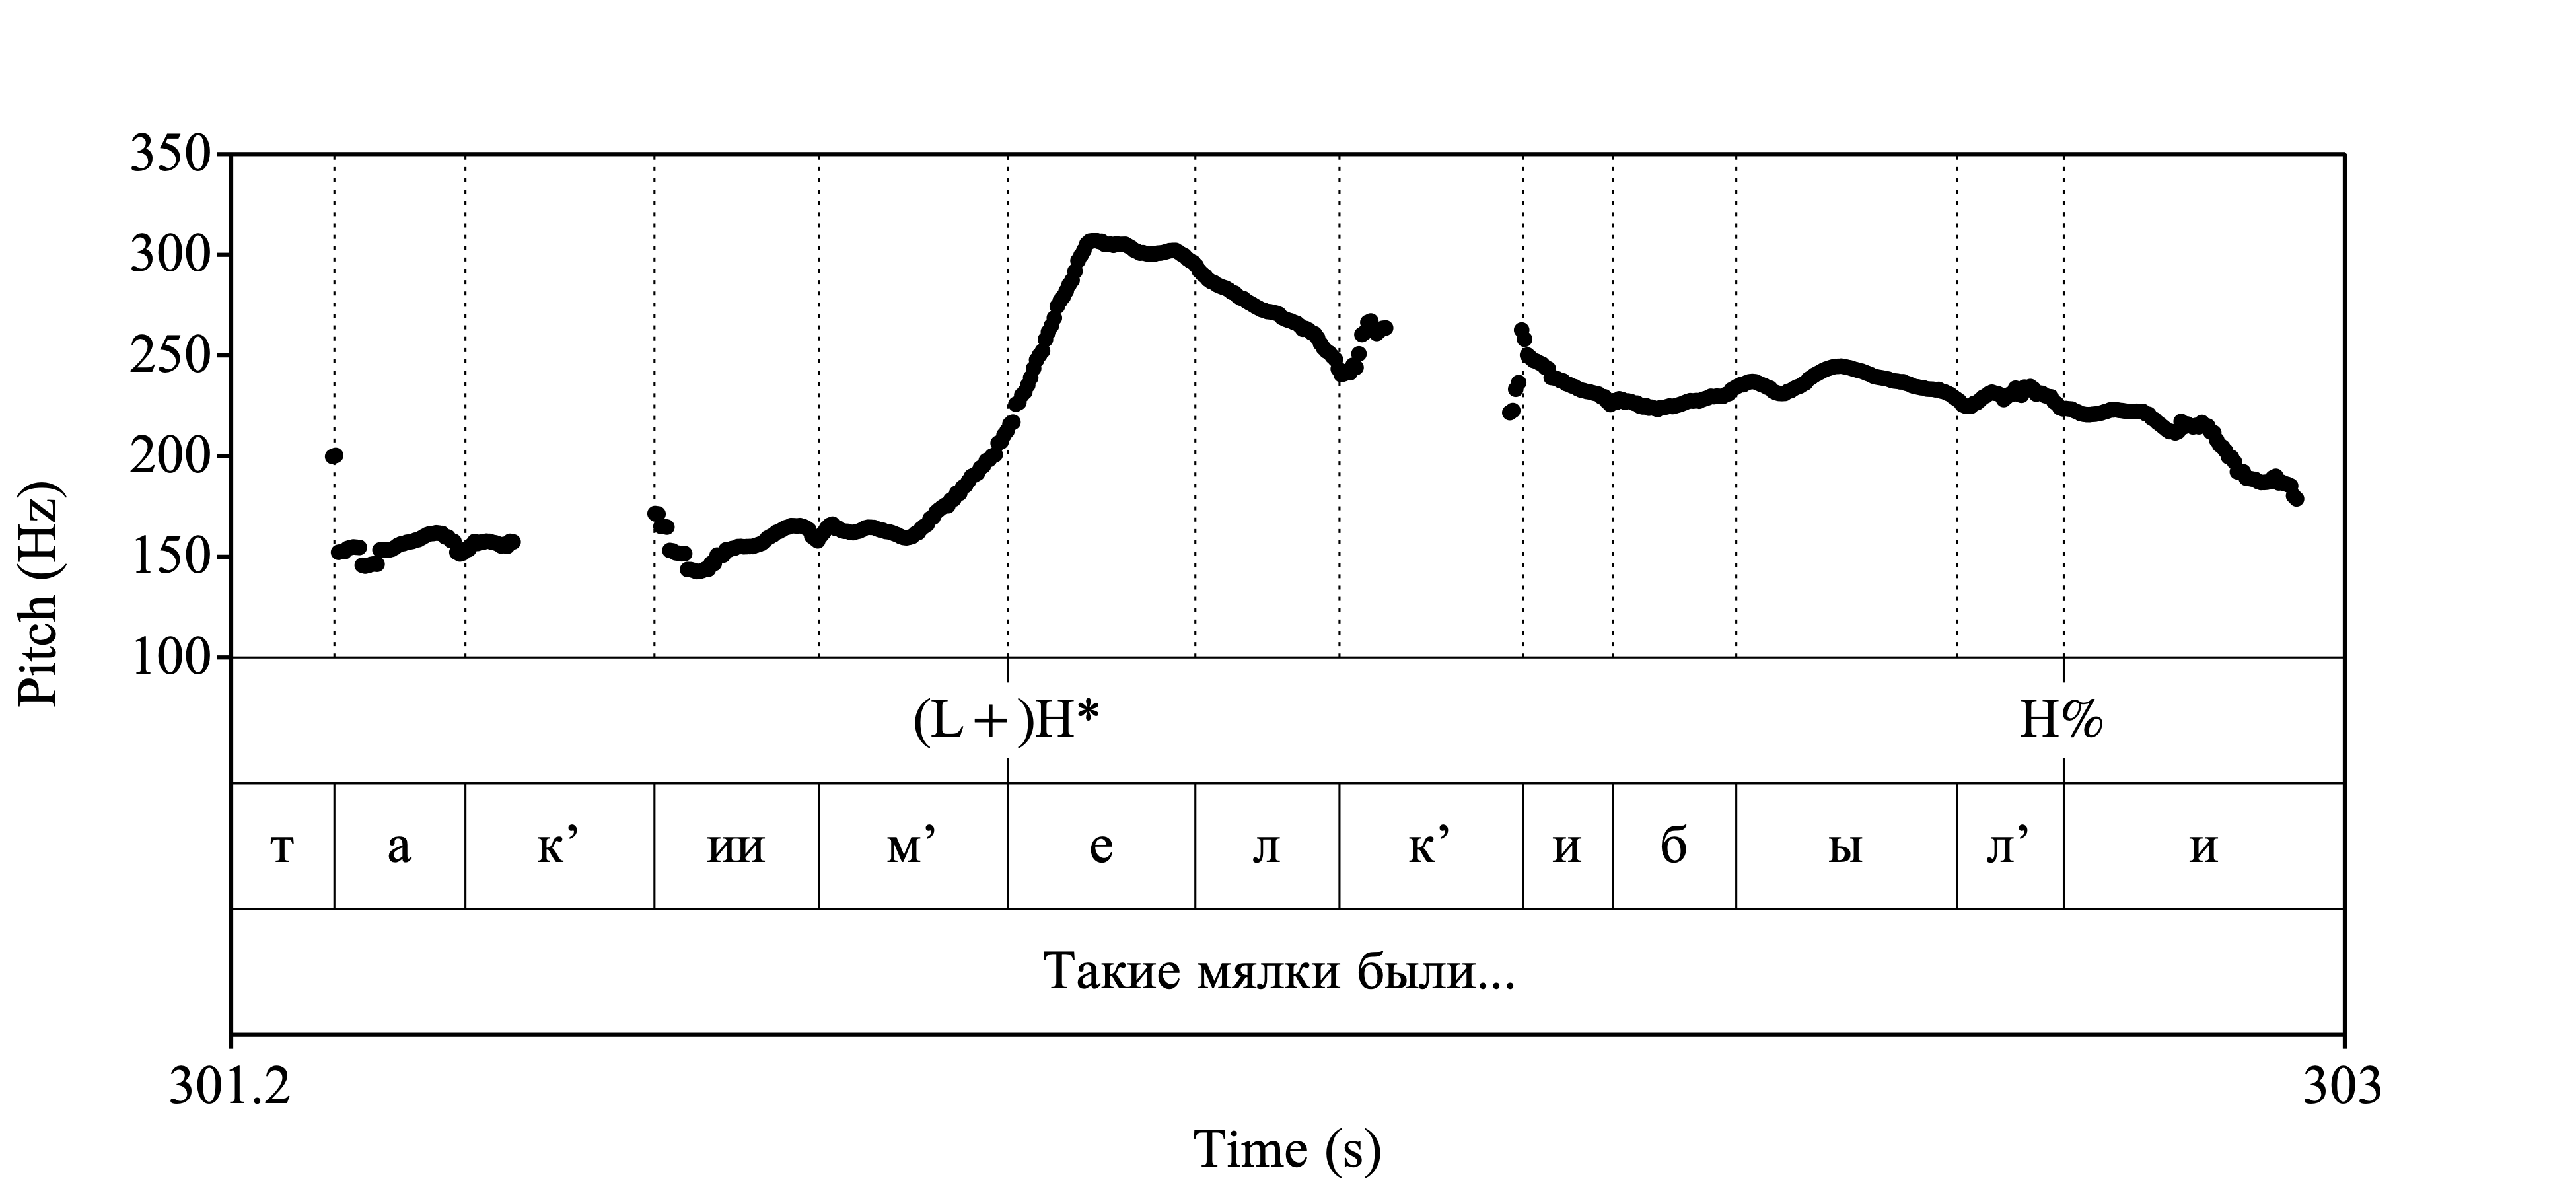 350
300
250
200
150
100
Pitch (Hz)
(L+)H* H%
т а к’ ии м’ е л к’ и б ы л’ и
Такие мялки были...
301.2 303
Time (s)